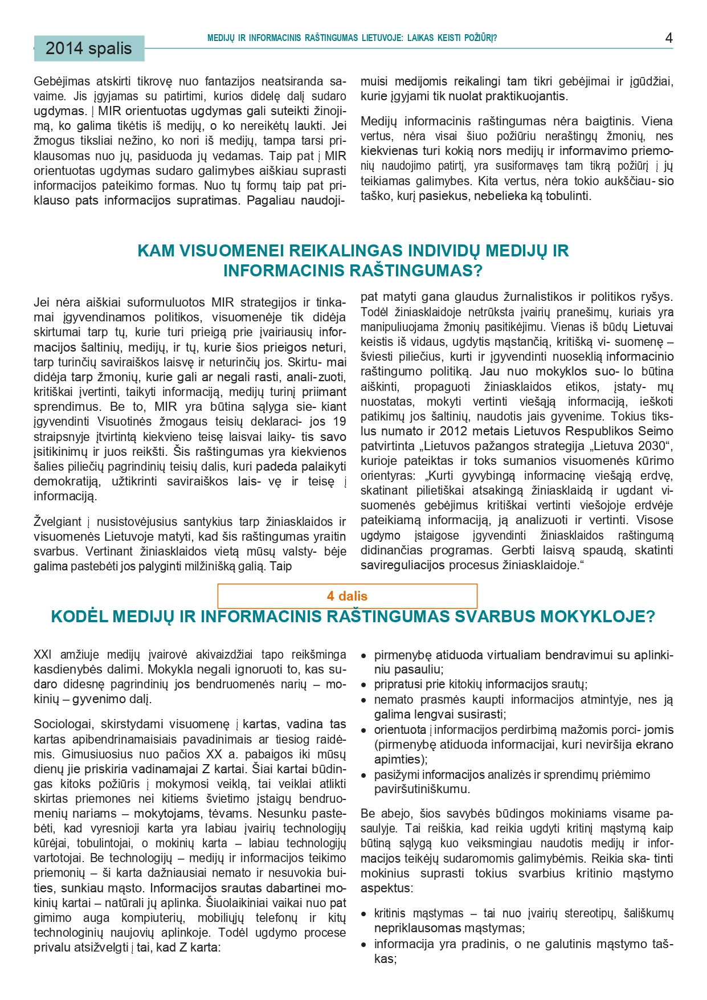 2014 spalis
MEDIJŲ IR INFORMACINIS RAŠTINGUMAS LIETUVOJE: LAIKAS KEISTI POŽIŪRĮ?
4
Gebėjimas atskirti tikrovę nuo fantazijos neatsiranda sa-
vaime. Jis įgyjamas su patirtimi, kurios didelę dalį sudaro
ugdymas. Į MIR orientuotas ugdymas gali suteikti žinoji-
mą, ko galima tikėtis iš medijų, o ko nereikėtų laukti. Jei
žmogus tiksliai nežino, ko nori iš medijų, tampa tarsi pri-
klausomas nuo jų, pasiduoda jų vedamas. Taip pat į MIR
orientuotas ugdymas sudaro galimybes aiškiau suprasti
informacijos pateikimo formas. Nuo tų formų taip pat pri-
klauso pats informacijos supratimas. Pagaliau naudoji-
muisi medijomis reikalingi tam tikri gebėjimai ir įgūdžiai,
kurie įgyjami tik nuolat praktikuojantis.
Medijų informacinis raštingumas nėra baigtinis. Viena
vertus, nėra visai šiuo požiūriu neraštingų žmonių, nes
kiekvienas turi kokią nors medijų ir informavimo priemo-
nių naudojimo patirtį, yra susiformavęs tam tikrą požiūrį į jų
teikiamas galimybes. Kita vertus, nėra tokio aukščiau- sio
taško, kurį pasiekus, nebelieka ką tobulinti.
KAM VISUOMENEI REIKALINGAS INDIVIDŲ MEDIJŲ IR
INFORMACINIS RAŠTINGUMAS?
Jei nėra aiškiai suformuluotos MIR strategijos ir tinka-
mai įgyvendinamos politikos, visuomenėje tik didėja
skirtumai tarp tų, kurie turi prieigą prie įvairiausių infor-
macijos šaltinių, medijų, ir tų, kurie šios prieigos neturi,
tarp turinčių saviraiškos laisvę ir neturinčių jos. Skirtu- mai
didėja tarp žmonių, kurie gali ar negali rasti, anali- zuoti,
kritiškai įvertinti, taikyti informaciją, medijų turinį priimant
sprendimus. Be to, MIR yra būtina sąlyga sie- kiant
įgyvendinti Visuotinės žmogaus teisių deklaraci- jos 19
straipsnyje įtvirtintą kiekvieno teisę laisvai laiky- tis savo
įsitikinimų ir juos reikšti. Šis raštingumas yra kiekvienos
šalies piliečių pagrindinių teisių dalis, kuri padeda palaikyti
demokratiją, užtikrinti saviraiškos lais- vę ir teisę į
informaciją.
Žvelgiant į nusistovėjusius santykius tarp žiniasklaidos ir
visuomenės Lietuvoje matyti, kad šis raštingumas yraitin
svarbus. Vertinant žiniasklaidos vietą mūsų valsty- bėje
galima pastebėti jos palyginti milžinišką galią. Taip
pat matyti gana glaudus žurnalistikos ir politikos ryšys.
Todėl žiniasklaidoje netrūksta įvairių pranešimų, kuriais yra
manipuliuojama žmonių pasitikėjimu. Vienas iš būdų Lietuvai
keistis iš vidaus, ugdytis mąstančią, kritišką vi- suomenę –
šviesti piliečius, kurti ir įgyvendinti nuoseklią informacinio
raštingumo politiką. Jau nuo mokyklos suo- lo būtina
aiškinti, propaguoti žiniasklaidos etikos, įstaty- mų
nuostatas, mokyti vertinti viešąją informaciją, ieškoti
patikimų jos šaltinių, naudotis jais gyvenime. Tokius tiks-
lus numato ir 2012 metais Lietuvos Respublikos Seimo
patvirtinta „Lietuvos pažangos strategija „Lietuva 2030“,
kurioje pateiktas ir toks sumanios visuomenės kūrimo
orientyras: „Kurti gyvybingą informacinę viešąją erdvę,
skatinant pilietiškai atsakingą žiniasklaidą ir ugdant vi-
suomenės gebėjimus kritiškai vertinti viešojoje erdvėje
pateikiamą informaciją, ją analizuoti ir vertinti. Visose
ugdymo įstaigose įgyvendinti žiniasklaidos raštingumą
didinančias programas. Gerbti laisvą spaudą, skatinti
savireguliacijos procesus žiniasklaidoje.“
4 dalis
KODĖL MEDIJŲ IR INFORMACINIS RAŠTINGUMAS SVARBUS MOKYKLOJE?
XXI amžiuje medijų įvairovė akivaizdžiai tapo reikšminga
kasdienybės dalimi. Mokykla negali ignoruoti to, kas su-
daro didesnę pagrindinių jos bendruomenės narių – mo-
kinių – gyvenimo dalį.
Sociologai, skirstydami visuomenę į kartas, vadina tas
kartas apibendrinamaisiais pavadinimais ar tiesiog raidė-
mis. Gimusiuosius nuo pačios XX a. pabaigos iki mūsų
dienų jie priskiria vadinamajai Z kartai. Šiai kartai būdin-
gas kitoks požiūris į mokymosi veiklą, tai veiklai atlikti
skirtas priemones nei kitiems švietimo įstaigų bendruo-
menių nariams – mokytojams, tėvams. Nesunku paste-
bėti, kad vyresnioji karta yra labiau įvairių technologijų
kūrėjai, tobulintojai, o mokinių karta – labiau technologijų
vartotojai. Be technologijų – medijų ir informacijos teikimo
priemonių – ši karta dažniausiai nemato ir nesuvokia bui-
ties, sunkiau mąsto. Informacijos srautas dabartinei mo-
kinių kartai – natūrali jų aplinka. Šiuolaikiniai vaikai nuo pat
gimimo auga kompiuterių, mobiliųjų telefonų ir kitų
technologinių naujovių aplinkoje. Todėl ugdymo procese
privalu atsižvelgti į tai, kad Z karta:
• pirmenybę atiduoda virtualiam bendravimui su aplinki-
niu pasauliu;
• pripratusi prie kitokių informacijos srautų;
• nemato prasmės kaupti informacijos atmintyje, nes ją
galima lengvai susirasti;
• orientuota į informacijos perdirbimą mažomis porci- jomis
(pirmenybę atiduoda informacijai, kuri neviršija ekrano
apimties);
• pasižymi informacijos analizės ir sprendimų priėmimo
paviršutiniškumu.
Be abejo, šios savybės būdingos mokiniams visame pa-
saulyje. Tai reiškia, kad reikia ugdyti kritinį mąstymą kaip
būtiną sąlygą kuo veiksmingiau naudotis medijų ir infor-
macijos teikėjų sudaromomis galimybėmis. Reikia ska- tinti
mokinius suprasti tokius svarbius kritinio mąstymo
aspektus:
• kritinis mąstymas – tai nuo įvairių stereotipų, šališkumų
nepriklausomas mąstymas;
• informacija yra pradinis, o ne galutinis mąstymo taš-
kas;